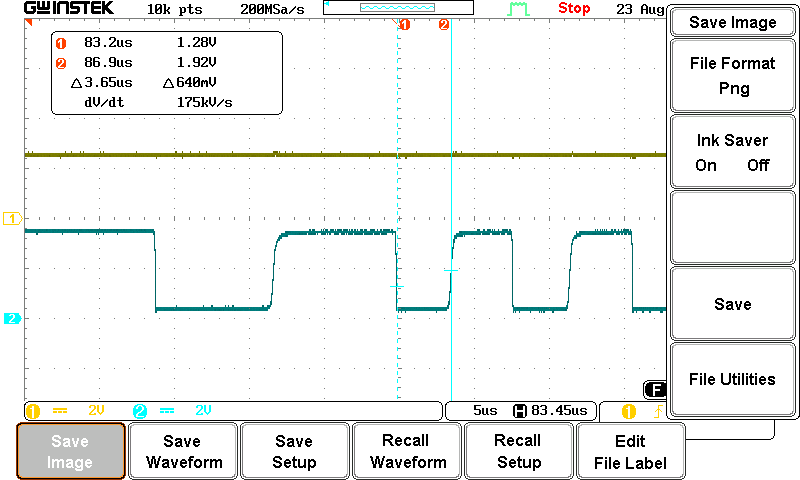 GWINSTEK 10k pts 200MSa/s Stop 23 Aug
1 2
1 83.2us 1.28V
2 86.9us 1.92V
△3.65us △640mV
dV/dt 175kV/s
1
2
Save Image
File Format
Png
Ink Saver
On Off
Save
File Utilities
F
1 2V 2 2V 5us H 83.45us 1
Save
Image
Save
Waveform
Save
Setup
Recall
Waveform
Recall
Setup
Edit
File Label